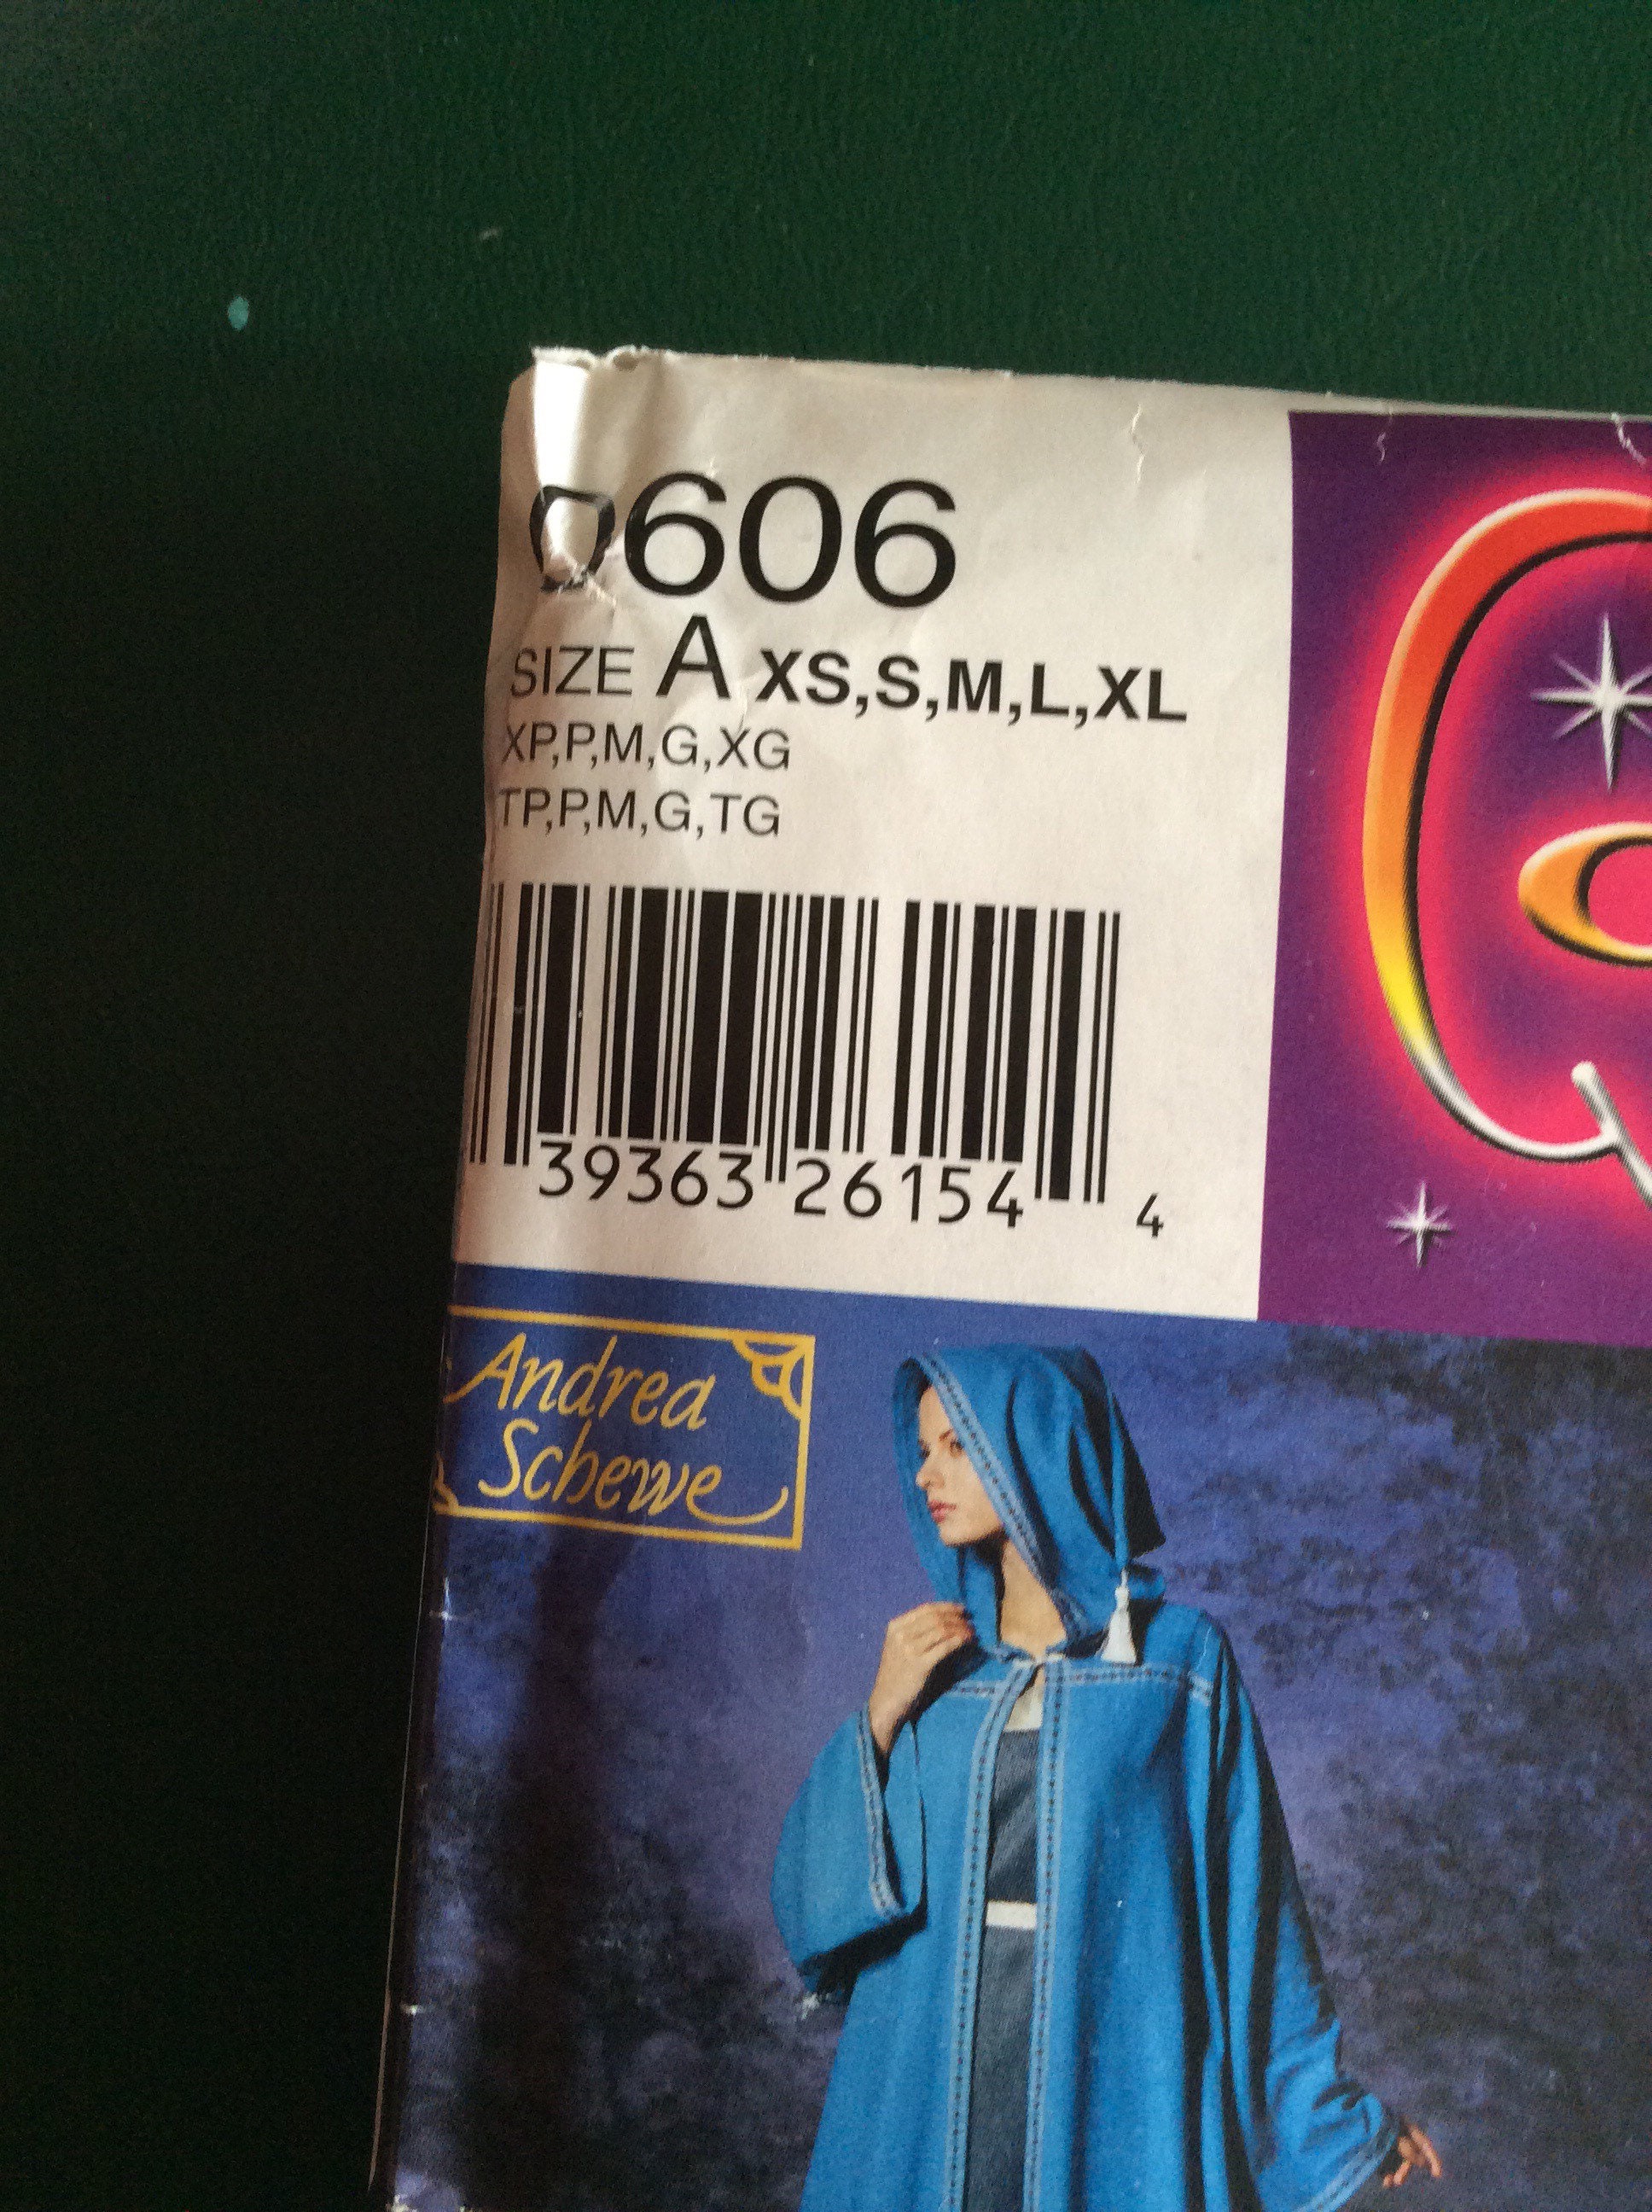 0606
SIZE A XS,S,M,L,XL
XP,P,M,G,XG
TP,P,M,G,TG
39363 26154 4
Andrea
Schewe